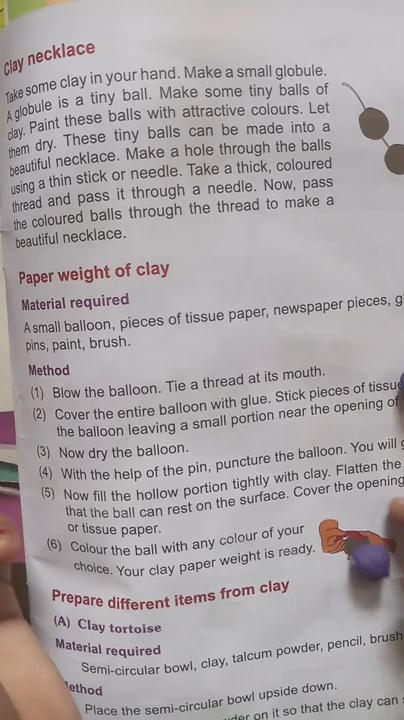 Clay necklace
Take some clay in your hand. Make a small globule.
A globule is a tiny ball. Make some tiny balls of
clay. Paint these balls with attractive colours. Let
them dry. These tiny balls can be made into a
beautiful necklace. Make a hole through the balls
using a thin stick or needle. Take a thick, coloured
thread and pass it through a needle. Now, pass
the coloured balls through the thread to make a
beautiful necklace.
Paper weight of clay
Material required
A small balloon, pieces of tissue paper, newspaper pieces,
pins, paint, brush.
Method
(1) Blow the balloon. Tie a thread at its mouth.
(2) Cover the entire balloon with glue. Stick pieces of tissue
the balloon leaving a small portion near the opening of
(3) Now dry the balloon.
(4) With the help of the pin, puncture the balloon. You will
(5) Now fill the hollow portion tightly with clay. Flatten the
that the ball can rest on the surface. Cover the opening
or tissue paper.
(6) Colour the ball with any colour of your
choice. Your clay paper weight is ready.
Prepare different items from clay
(A) Clay tortoise
Material required
Semi-circular bowl, clay, talcum powder, pencil, brush
Method
Place the semi-circular bowl upside down.
on it so that the clay can